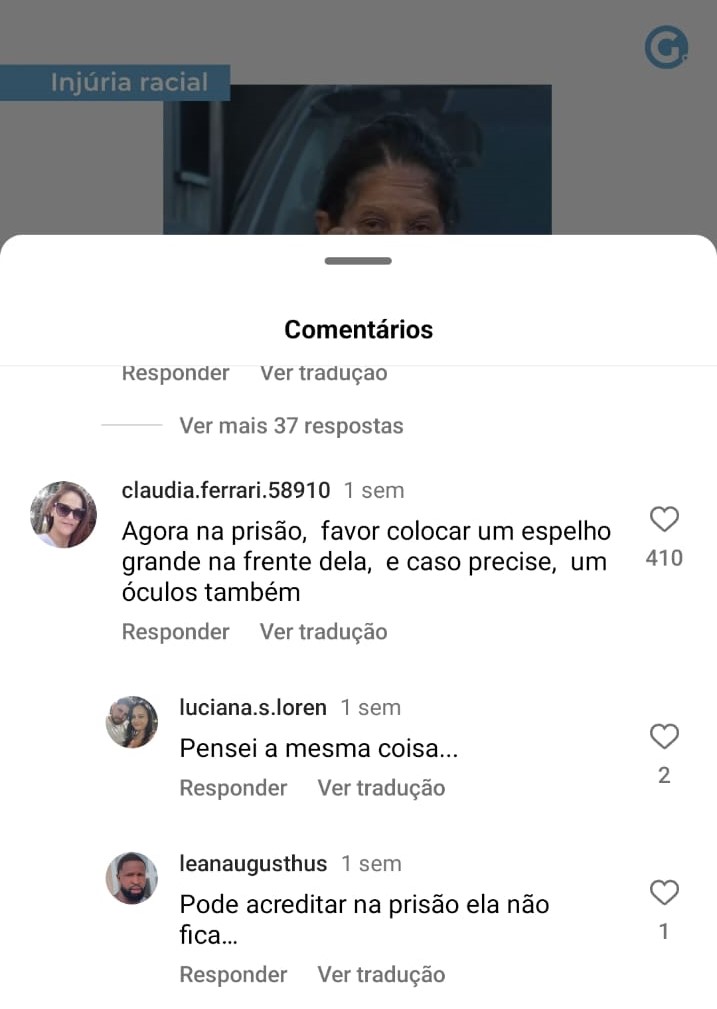 G.
Injúria racial
Comentários
Responder Ver tradução
Ver mais 37 respostas
claudia.ferrari.58910 1 sem
Agora na prisão, favor colocar um espelho
grande na frente dela, e caso precise, um
óculos também
410
Responder Ver tradução
luciana.s.loren 1 sem
Pensei a mesma coisa...
2
Responder Ver tradução
leanaugusthus 1 sem
Pode acreditar na prisão ela não
fica...
1
Responder Ver tradução